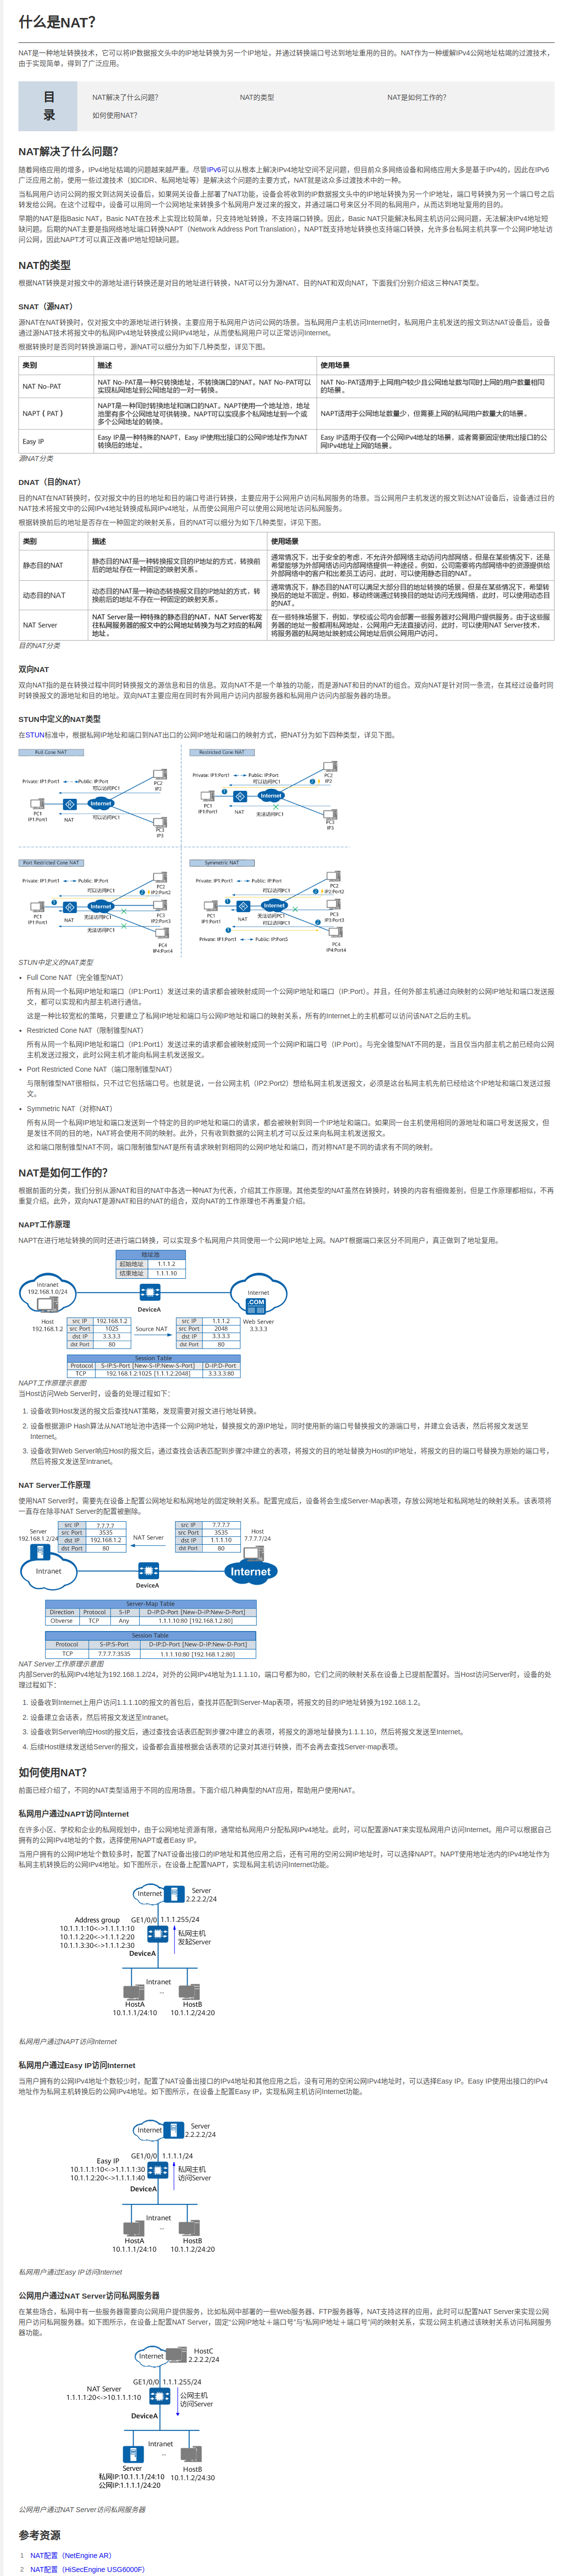 什么是NAT？
NAT是一种地址转换技术，它可以将IP数据报文头中的IP地址转换为另一个IP地址，并通过转换端口号达到地址重用的目的。NAT作为一种缓解IPv4公网地址枯竭的过渡技术，
由于实现简单，得到了广泛应用。
目
录
NAT解决了什么问题？
NAT的类型
NAT是如何工作的？
如何使用NAT？
NAT解决了什么问题？
随着网络应用的增多，IPv4地址枯竭的问题越来越严重。尽管IPv6可以从根本上解决IPv4地址空间不足问题，但目前众多网络设备和网络应用大多是基于IPv4的，因此在IPv6
广泛应用之前，使用一些过渡技术（如CIDR、私网地址等）是解决这个问题的主要方式，NAT就是这众多过渡技术中的一种。
当私网用户访问公网的报文到达网关设备后，如果网关设备上部署了NAT功能，设备会将收到的IP数据报文头中的IP地址转换为另一个IP地址，端口号转换为另一个端口号之后
转发给公网。在这个过程中，设备可以用同一个公网地址来转换多个私网用户发过来的报文，并通过端口号来区分不同的私网用户，从而达到地址复用的目的。
早期的NAT是指Basic NAT，Basic NAT在技术上实现比较简单，只支持地址转换，不支持端口转换。因此，Basic NAT只能解决私网主机访问公网问题，无法解决IPv4地址短
缺问题。后期的NAT主要是指网络地址端口转换NAPT（Network Address Port Translation），NAPT既支持地址转换也支持端口转换，允许多台私网主机共享一个公网IP地址访
问公网，因此NAPT才可以真正改善IP地址短缺问题。
NAT的类型
根据NAT转换是对报文中的源地址进行转换还是对目的地址进行转换，NAT可以分为源NAT、目的NAT和双向NAT，下面我们分别介绍这三种NAT类型。
SNAT（源NAT）
源NAT在NAT转换时，仅对报文中的源地址进行转换，主要应用于私网用户访问公网的场景。当私网用户主机访问Internet时，私网用户主机发送的报文到达NAT设备后，设备
通过源NAT技术将报文中的私网IPv4地址转换成公网IPv4地址，从而使私网用户可以正常访问Internet。
根据转换时是否同时转换源端口号，源NAT可以细分为如下几种类型，详见下图。
类别 描述 使用场景
NAT No-PAT NAT No-PAT是一种只转换地址，不转换端口的NAT。NAT No-PAT可以
实现私网地址到公网地址的一对一转换。
NAT No-PAT适用于上网用户较少且公网地址数与同时上网的用户数量相同
的场景。
NAPT（PAT） NAPT是一种同时转换地址和端口的NAT。NAPT使用一个地址池，地址
池里有多个公网地址可供转换。NAPT可以实现多个私网地址到一个或
多个公网地址的转换。
NAPT适用于公网地址数量少，但需要上网的私网用户数量大的场景。
Easy IP Easy IP是一种特殊的NAPT，Easy IP使用出接口的公网IP地址作为NAT
转换后的地址。
Easy IP适用于仅有一个公网IPv4地址的场景，或者需要固定使用出接口的公
网IPv4地址上网的场景。
源NAT分类
DNAT（目的NAT）
目的NAT在NAT转换时，仅对报文中的目的地址和目的端口号进行转换，主要应用于公网用户访问私网服务的场景。当公网用户主机发送的报文到达NAT设备后，设备通过目的
NAT技术将报文中的公网IPv4地址转换成私网IPv4地址，从而使公网用户可以使用公网地址访问私网服务。
根据转换前后的地址是否存在一种固定的映射关系，目的NAT可以细分为如下几种类型，详见下图。
类别 描述 使用场景
静态目的NAT 静态目的NAT是一种转换报文目的IP地址的方式，转换前
后的地址存在一种固定的映射关系。
通常情况下，出于安全的考虑，不允许外部网络主动访问内部网络。但是在某些情况下，还是
希望能够为外部网络访问内部网络提供一种途径。例如，公司需要将内部网络中的资源提供给
外部网络中的客户和出差员工访问。此时，可以使用静态目的NAT。
动态目的NAT 动态目的NAT是一种动态转换报文目的IP地址的方式，转
换前后的地址不存在一种固定的映射关系。
通常情况下，静态目的NAT可以满足大部分目的地址转换的场景。但是在某些情况下，希望转
换后的地址不固定。例如，移动终端通过转换目的地址访问无线网络，此时，可以使用动态目
的NAT。
NAT Server NAT Server是一种特殊的静态目的NAT，NAT Server将发
往私网服务器的报文中的公网地址转换为与之对应的私网
地址。
在一些特殊场景下，例如，学校或公司内会部署一些服务器对公网用户提供服务。由于这些服
务器的地址一般都用私网地址，公网用户无法直接访问，此时，可以使用NAT Server技术，
将服务器的私网地址映射成公网地址后供公网用户访问。
目的NAT分类
双向NAT
双向NAT指的是在转换过程中同时转换报文的源信息和目的信息。双向NAT不是一个单独的功能，而是源NAT和目的NAT的组合。双向NAT是针对同一条流，在其经过设备时同
时转换报文的源地址和目的地址。双向NAT主要应用在同时有外网用户访问内部服务器和私网用户访问内部服务器的场景。
STUN中定义的NAT类型
在STUN标准中，根据私网IP地址和端口到NAT出口的公网IP地址和端口的映射方式，把NAT分为如下四种类型，详见下图。
Full Cone NAT
Private: IP1:Port1
Public: IP:Port
可以访问PC1
Internet
可以访问PC1
PC1
IP1:Port1
NAT
PC2
IP2
PC3
IP3
Restricted Cone NAT
Private: IP1:Port1
Public: IP:Port
可以访问PC1
Internet
无法访问PC1
PC1
IP1:Port1
NAT
PC2
IP2
PC3
IP3
Port Restricted Cone NAT
Private: IP1:Port1
Public: IP:Port
可以访问PC1
Internet
无法访问PC1
无法访问PC1
PC1
IP1:Port1
NAT
PC2
IP2:Port2
PC3
IP2:Port3
PC4
IP4:Port4
Symmetric NAT
Private: IP1:Port1
Public: IP:Port
可以访问PC1
Internet
无法访问PC1
可以访问PC1
PC1
IP1:Port1
NAT
PC2
IP2:Port2
PC3
IP2:Port3
PC4
IP4:Port4
Private: IP1:Port1
Public: IP:Port5
STUN中定义的NAT类型
Full Cone NAT（完全锥型NAT）
所有从同一个私网IP地址和端口（IP1:Port1）发送过来的请求都会被映射成同一个公网IP地址和端口（IP:Port）。并且，任何外部主机通过向映射的公网IP地址和端口发送报
文，都可以实现和内部主机进行通信。
这是一种比较宽松的策略，只要建立了私网IP地址和端口与公网IP地址和端口的映射关系，所有的Internet上的主机都可以访问该NAT之后的主机。
Restricted Cone NAT（限制锥型NAT）
所有从同一个私网IP地址和端口（IP1:Port1）发送过来的请求都会被映射成同一个公网IP和端口号（IP:Port）。与完全锥型NAT不同的是，当且仅当内部主机之前已经向公网
主机发送过报文，此时公网主机才能向私网主机发送报文。
Port Restricted Cone NAT（端口限制锥型NAT）
与限制锥型NAT很相似，只不过它包括端口号。也就是说，一台公网主机（IP2:Port2）想给私网主机发送报文，必须是这台私网主机先前已经给这个IP地址和端口发送过报
文。
Symmetric NAT（对称NAT）
所有从同一个私网IP地址和端口发送到一个特定的目的IP地址和端口的请求，都会被映射到同一个IP地址和端口。如果同一台主机使用相同的源地址和端口号发送报文，但
是发往不同的目的地，NAT将会使用不同的映射。此外，只有收到数据的公网主机才可以反过来向私网主机发送报文。
这和端口限制锥型NAT不同，端口限制锥型NAT是所有请求映射到相同的公网IP地址和端口，而对称NAT是不同的请求有不同的映射。
NAT是如何工作的？
根据前面的分类，我们分别从源NAT和目的NAT中各选一种NAT为代表，介绍其工作原理。其他类型的NAT虽然在转换时，转换的内容有细微差别，但是工作原理都相似，不再
重复介绍。此外，双向NAT是源NAT和目的NAT的组合，双向NAT的工作原理也不再重复介绍。
NAPT工作原理
NAPT在进行地址转换的同时还进行端口转换，可以实现多个私网用户共同使用一个公网IP地址上网。NAPT根据端口来区分不同用户，真正做到了地址复用。
地址池
起始地址 1.1.1.2
结束地址 1.1.1.10
Intranet
192.168.1.0/24
DeviceA
Internet
.COM
Host
192.168.1.2
src IP 192.168.1.2
src Port 1025
dst IP 3.3.3.3
dst Port 80
Source NAT
src IP 1.1.1.2
src Port 2048
dst IP 3.3.3.3
dst Port 80
Web Server
3.3.3.3
Session Table
Protocol S-IP:S-Port [New-S-IP:New-S-Port] D-IP:D-Port
TCP 192.168.1.2:1025 [1.1.1.2:2048] 3.3.3.3:80
NAPT工作原理示意图
当Host访问Web Server时，设备的处理过程如下：
1. 设备收到Host发送的报文后查找NAT策略，发现需要对报文进行地址转换。
2. 设备根据源IP Hash算法从NAT地址池中选择一个公网IP地址，替换报文的源IP地址，同时使用新的端口号替换报文的源端口号，并建立会话表，然后将报文发送至
Internet。
3. 设备收到Web Server响应Host的报文后，通过查找会话表匹配到步骤2中建立的表项，将报文的目的地址替换为Host的IP地址，将报文的目的端口号替换为原始的端口号，
然后将报文发送至Intranet。
NAT Server工作原理
使用NAT Server时，需要先在设备上配置公网地址和私网地址的固定映射关系。配置完成后，设备将会生成Server-Map表项，存放公网地址和私网地址的映射关系。该表项将
一直存在除非NAT Server的配置被删除。
Server
192.168.1.2/24
src IP 7.7.7.7
src Port 3535
dst IP 192.168.1.2
dst Port 80
NAT Server
src IP 7.7.7.7
src Port 3535
dst IP 1.1.1.10
dst Port 80
Host
7.7.7.7/24
Intranet
DeviceA
Internet
Server-Map Table
Direction Protocol S-IP D-IP:D-Port [New-D-IP:New-D-Port]
Obverse TCP Any 1.1.1.10:80 [192.168.1.2:80]
Session Table
Protocol S-IP:S-Port D-IP:D-Port [New-D-IP:New-D-Port]
TCP 7.7.7.7:3535 1.1.1.10:80 [192.168.1.2:80]
NAT Server工作原理示意图
内部Server的私网IPv4地址为192.168.1.2/24，对外的公网IPv4地址为1.1.1.10，端口号都为80，它们之间的映射关系在设备上已提前配置好。当Host访问Server时，设备的处
理过程如下：
1. 设备收到Internet上用户访问1.1.1.10的报文的首包后，查找并匹配到Server-Map表项，将报文的目的IP地址转换为192.168.1.2。
2. 设备建立会话表，然后将报文发送至Intranet。
3. 设备收到Server响应Host的报文后，通过查找会话表匹配到步骤2中建立的表项，将报文的源地址替换为1.1.1.10，然后将报文发送至Internet。
4. 后续Host继续发送给Server的报文，设备都会直接根据会话表项的记录对其进行转换，而不会再去查找Server-map表项。
如何使用NAT？
前面已经介绍了，不同的NAT类型适用于不同的应用场景。下面介绍几种典型的NAT应用，帮助用户使用NAT。
私网用户通过NAPT访问Internet
在许多小区、学校和企业的私网规划中，由于公网地址资源有限，通常给私网用户分配私网IPv4地址。此时，可以配置源NAT来实现私网用户访问Internet。用户可以根据自己
拥有的公网IPv4地址的个数，选择使用NAPT或者Easy IP。
当用户拥有的公网IP地址个数较多时，配置了NAT设备出接口的IP地址和其他应用之后，还有可用的空闲公网IP地址时，可以选择NAPT。NAPT使用地址池内的IPv4地址作为
私网主机转换后的公网IPv4地址。如下图所示，在设备上配置NAPT，实现私网主机访问Internet功能。
Internet
Server
2.2.2.2/24
Address group
10.1.1.1:10<->1.1.1.1:10
10.1.1.2:20<->1.1.1.2:20
10.1.1.3:30<->1.1.1.2:30
GE1/0/0
1.1.1.255/24
私网主机
发起Server
DeviceA
Intranet
...
HostA
10.1.1.1/24:10
HostB
10.1.1.2/24:20
私网用户通过NAPT访问Internet
私网用户通过Easy IP访问Internet
当用户拥有的公网IPv4地址个数较少时，配置了NAT设备出接口的IPv4地址和其他应用之后，没有可用的空闲公网IPv4地址时，可以选择Easy IP。Easy IP使用出接口的IPv4
地址作为私网主机转换后的公网IPv4地址。如下图所示，在设备上配置Easy IP，实现私网主机访问Internet功能。
Internet
Server
2.2.2.2/24
GE1/0/0
1.1.1.1/24
Easy IP
10.1.1.1:10<->1.1.1.1:30
10.1.1.2:20<->1.1.1.1:40
私网主机
访问Server
DeviceA
Intranet
...
HostA
10.1.1.1/24:10
HostB
10.1.1.2/24:20
私网用户通过Easy IP访问Internet
公网用户通过NAT Server访问私网服务器
在某些场合，私网中有一些服务器需要向公网用户提供服务，比如私网中部署的一些Web服务器、FTP服务器等，NAT支持这样的应用，此时可以配置NAT Server来实现公网
用户访问私网服务器。如下图所示，在设备上配置NAT Server，固定“公网IP地址＋端口号”与“私网IP地址＋端口号”间的映射关系，实现公网主机通过该映射关系访问私网服务
器功能。
Internet
HostC
2.2.2.2/24
GE1/0/0
1.1.1.255/24
NAT Server
1.1.1.1:20<->10.1.1.1:10
公网主机
访问Server
DeviceA
Intranet
...
Server
私网IP:10.1.1.1/24:10
公网IP:1.1.1.1/24:20
HostB
10.1.1.2/24:30
公网用户通过NAT Server访问私网服务器
参考资源
1 NAT配置（NetEngine AR）
2 NAT配置（HiSecEngine USG6000F）